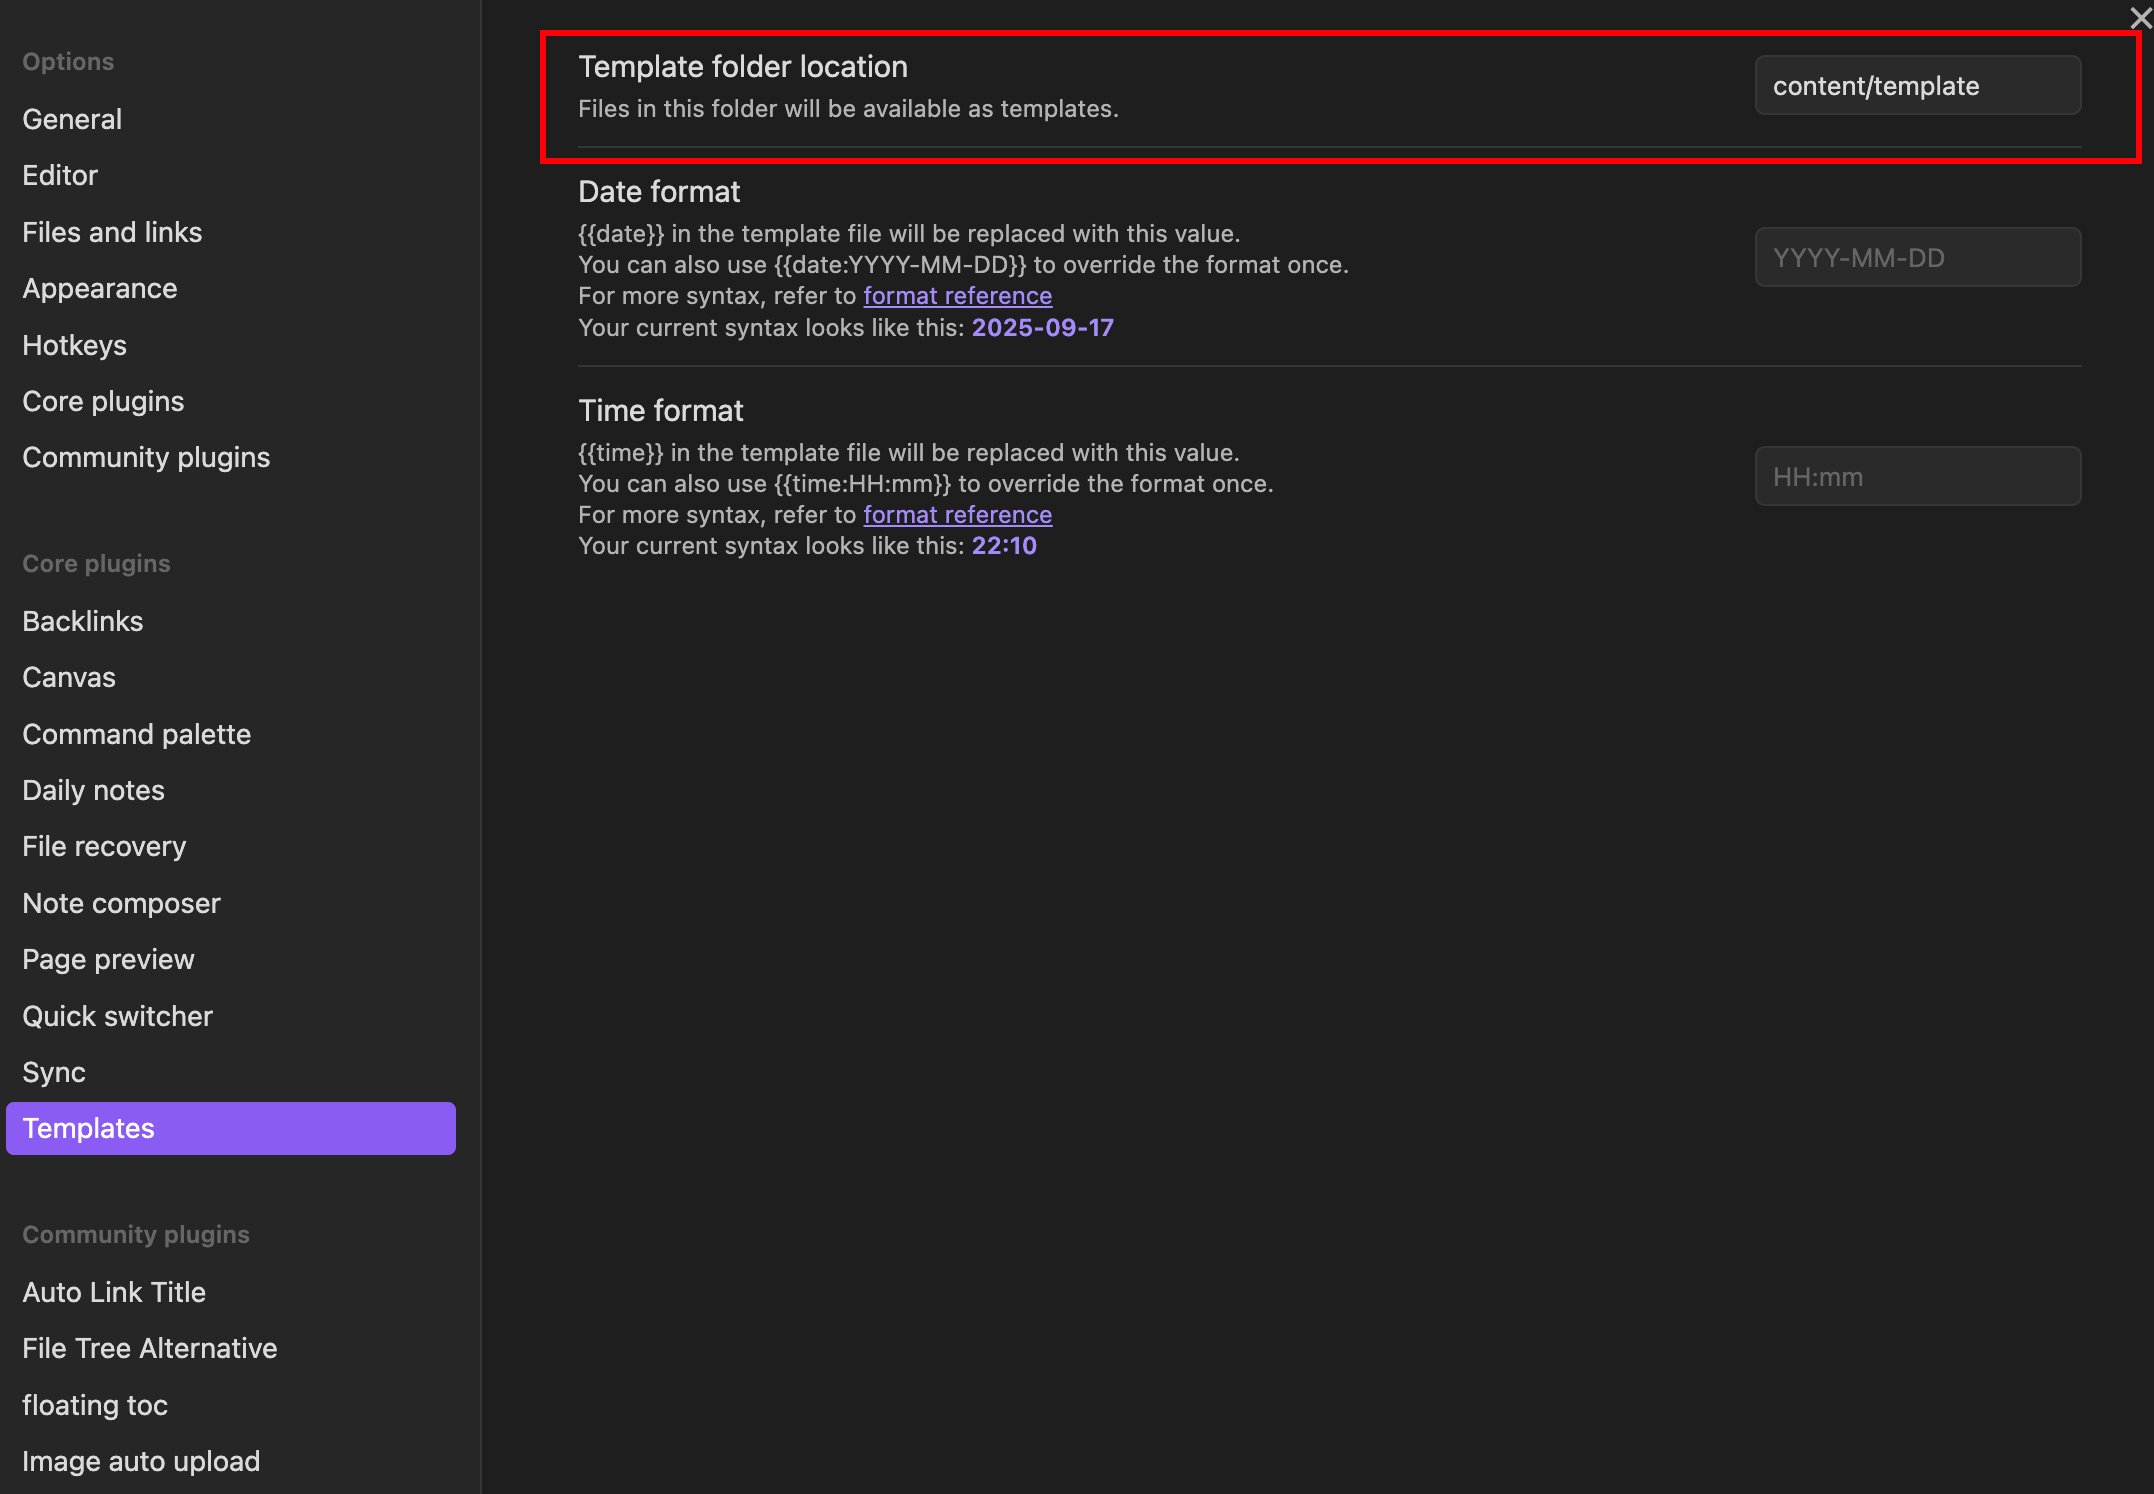 Options
General
Editor
Files and links
Appearance
Hotkeys
Core plugins
Community plugins
Core plugins
Backlinks
Canvas
Command palette
Daily notes
File recovery
Note composer
Page preview
Quick switcher
Sync
Templates
Community plugins
Auto Link Title
File Tree Alternative
floating toc
Image auto upload
Template folder location
Files in this folder will be available as templates.
content/template
Date format
{{date}} in the template file will be replaced with this value.
You can also use {{date:YYYY-MM-DD}} to override the format once.
For more syntax, refer to format reference
Your current syntax looks like this: 2025-09-17
YYYY-MM-DD
Time format
{{time}} in the template file will be replaced with this value.
You can also use {{time:HH:mm}} to override the format once.
For more syntax, refer to format reference
Your current syntax looks like this: 22:10
HH:mm